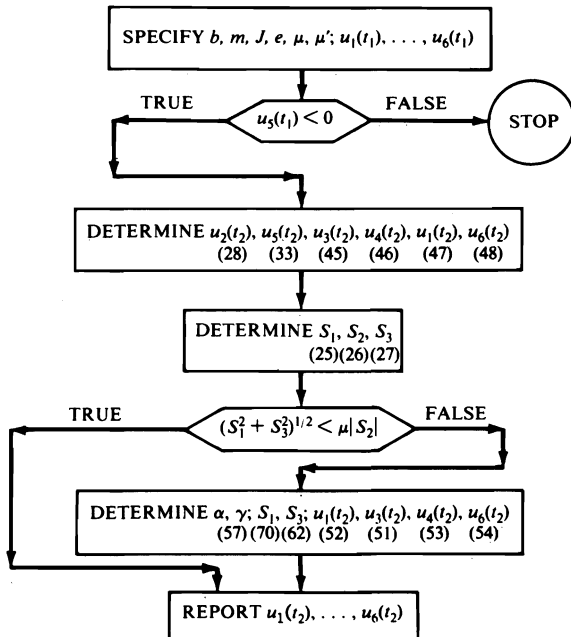 SPECIFY b, m, J, e, μ, μ′; u₁(t₁), . . . , u₆(t₁)
TRUE
u₅(t₁) < 0
FALSE
STOP
DETERMINE u₂(t₂), u₅(t₂), u₃(t₂), u₄(t₂), u₁(t₂), u₆(t₂)
(28) (33) (45) (46) (47) (48)
DETERMINE S₁, S₂, S₃
(25)(26)(27)
TRUE
(S₁² + S₃²)^1/2 < μ|S₂|
FALSE
DETERMINE α, γ; S₁, S₃; u₁(t₂), u₃(t₂), u₄(t₂), u₆(t₂)
(57) (70) (62) (52) (51) (53) (54)
REPORT u₁(t₂), . . . , u₆(t₂)